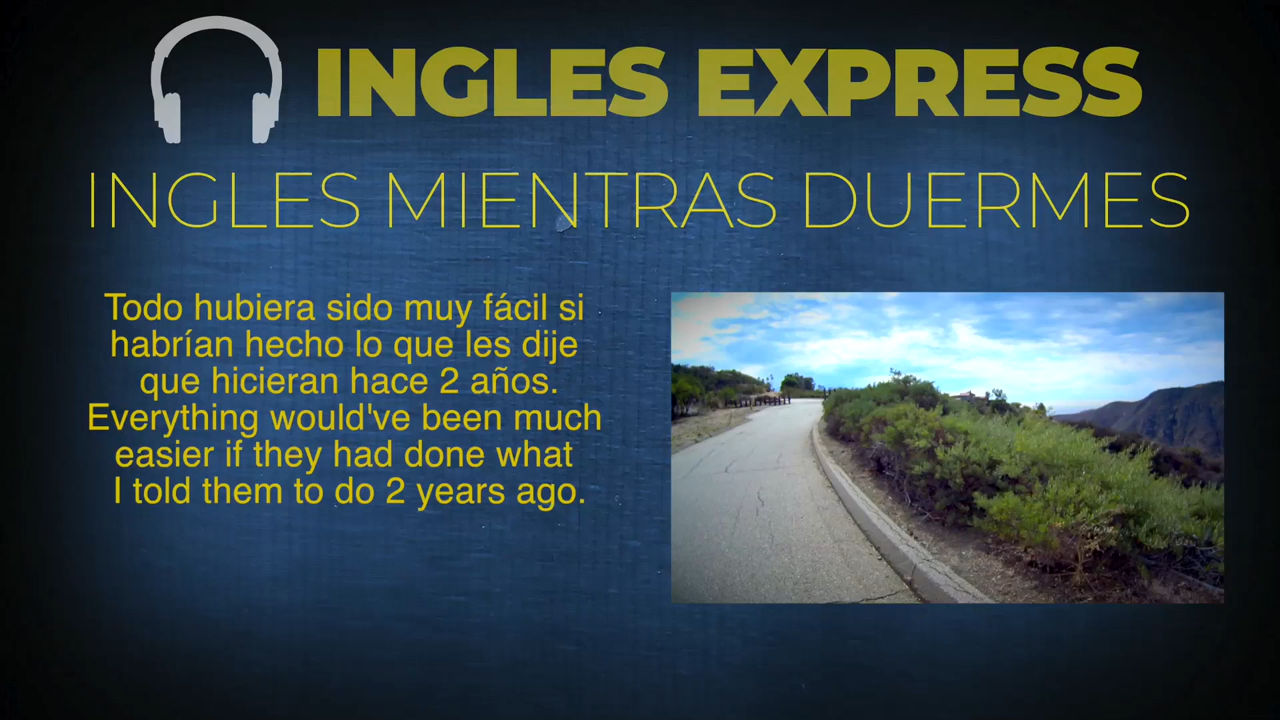 INGLES EXPRESS
INGLES MIENTRAS DUERMES
Todo hubiera sido muy fácil si
habrían hecho lo que les dije
que hicieran hace 2 años.
Everything would've been much
easier if they had done what
I told them to do 2 years ago.